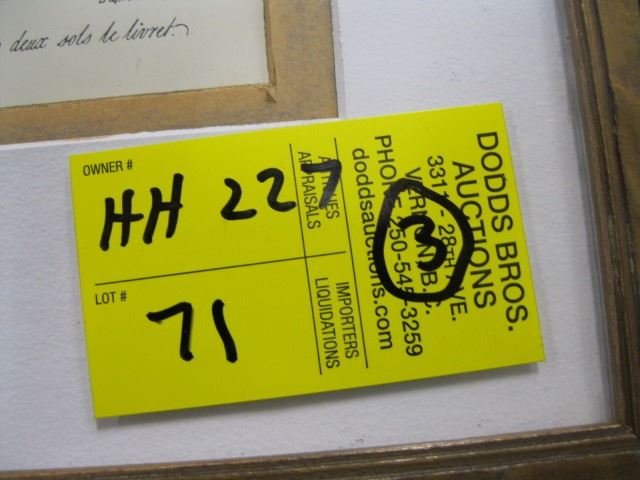 deux sols le livret.
OWNER #
HH 227
LOT #
71
ANTIQUES
APPRAISALS
IMPORTERS
LIQUIDATIONS
DODDS BROS.
AUCTIONS
3311 - 28TH AVE.
VERNON B.C.
PHONE 250-545-3259
doddsauctions.com
3